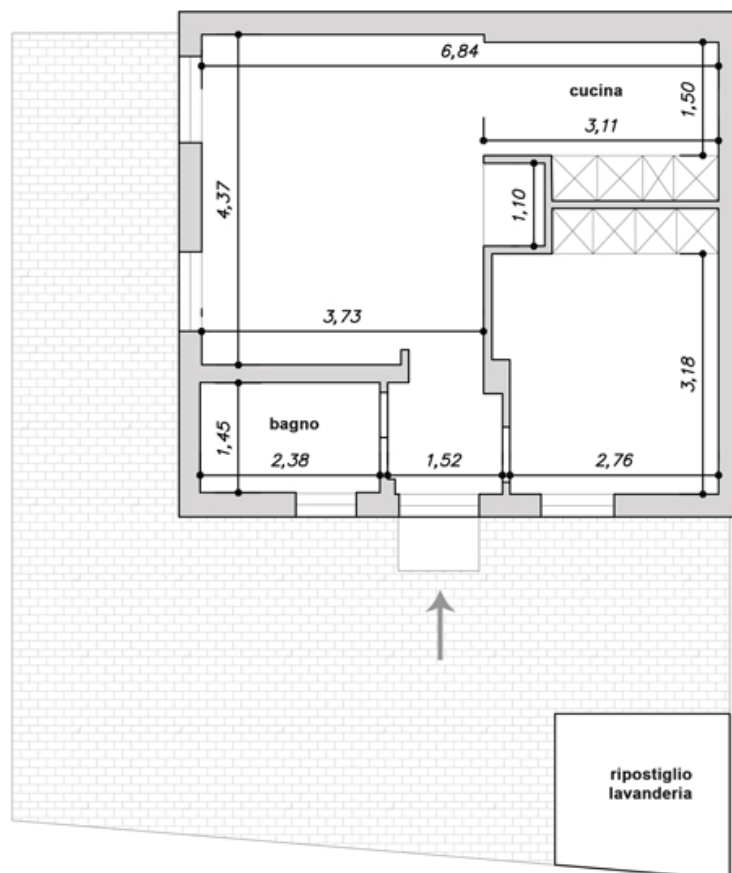 6,84
cucina
1,50
3,11
4,37
1,10
3,73
3,18
bagno
1,45
2,38
1,52
2,76
ripostiglio
lavanderia